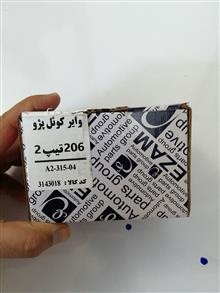 وایر کوئل پژو
206 تیپ 2
A2-315-04
کد کالا : 3143018
EZAM
Automotive
parts group